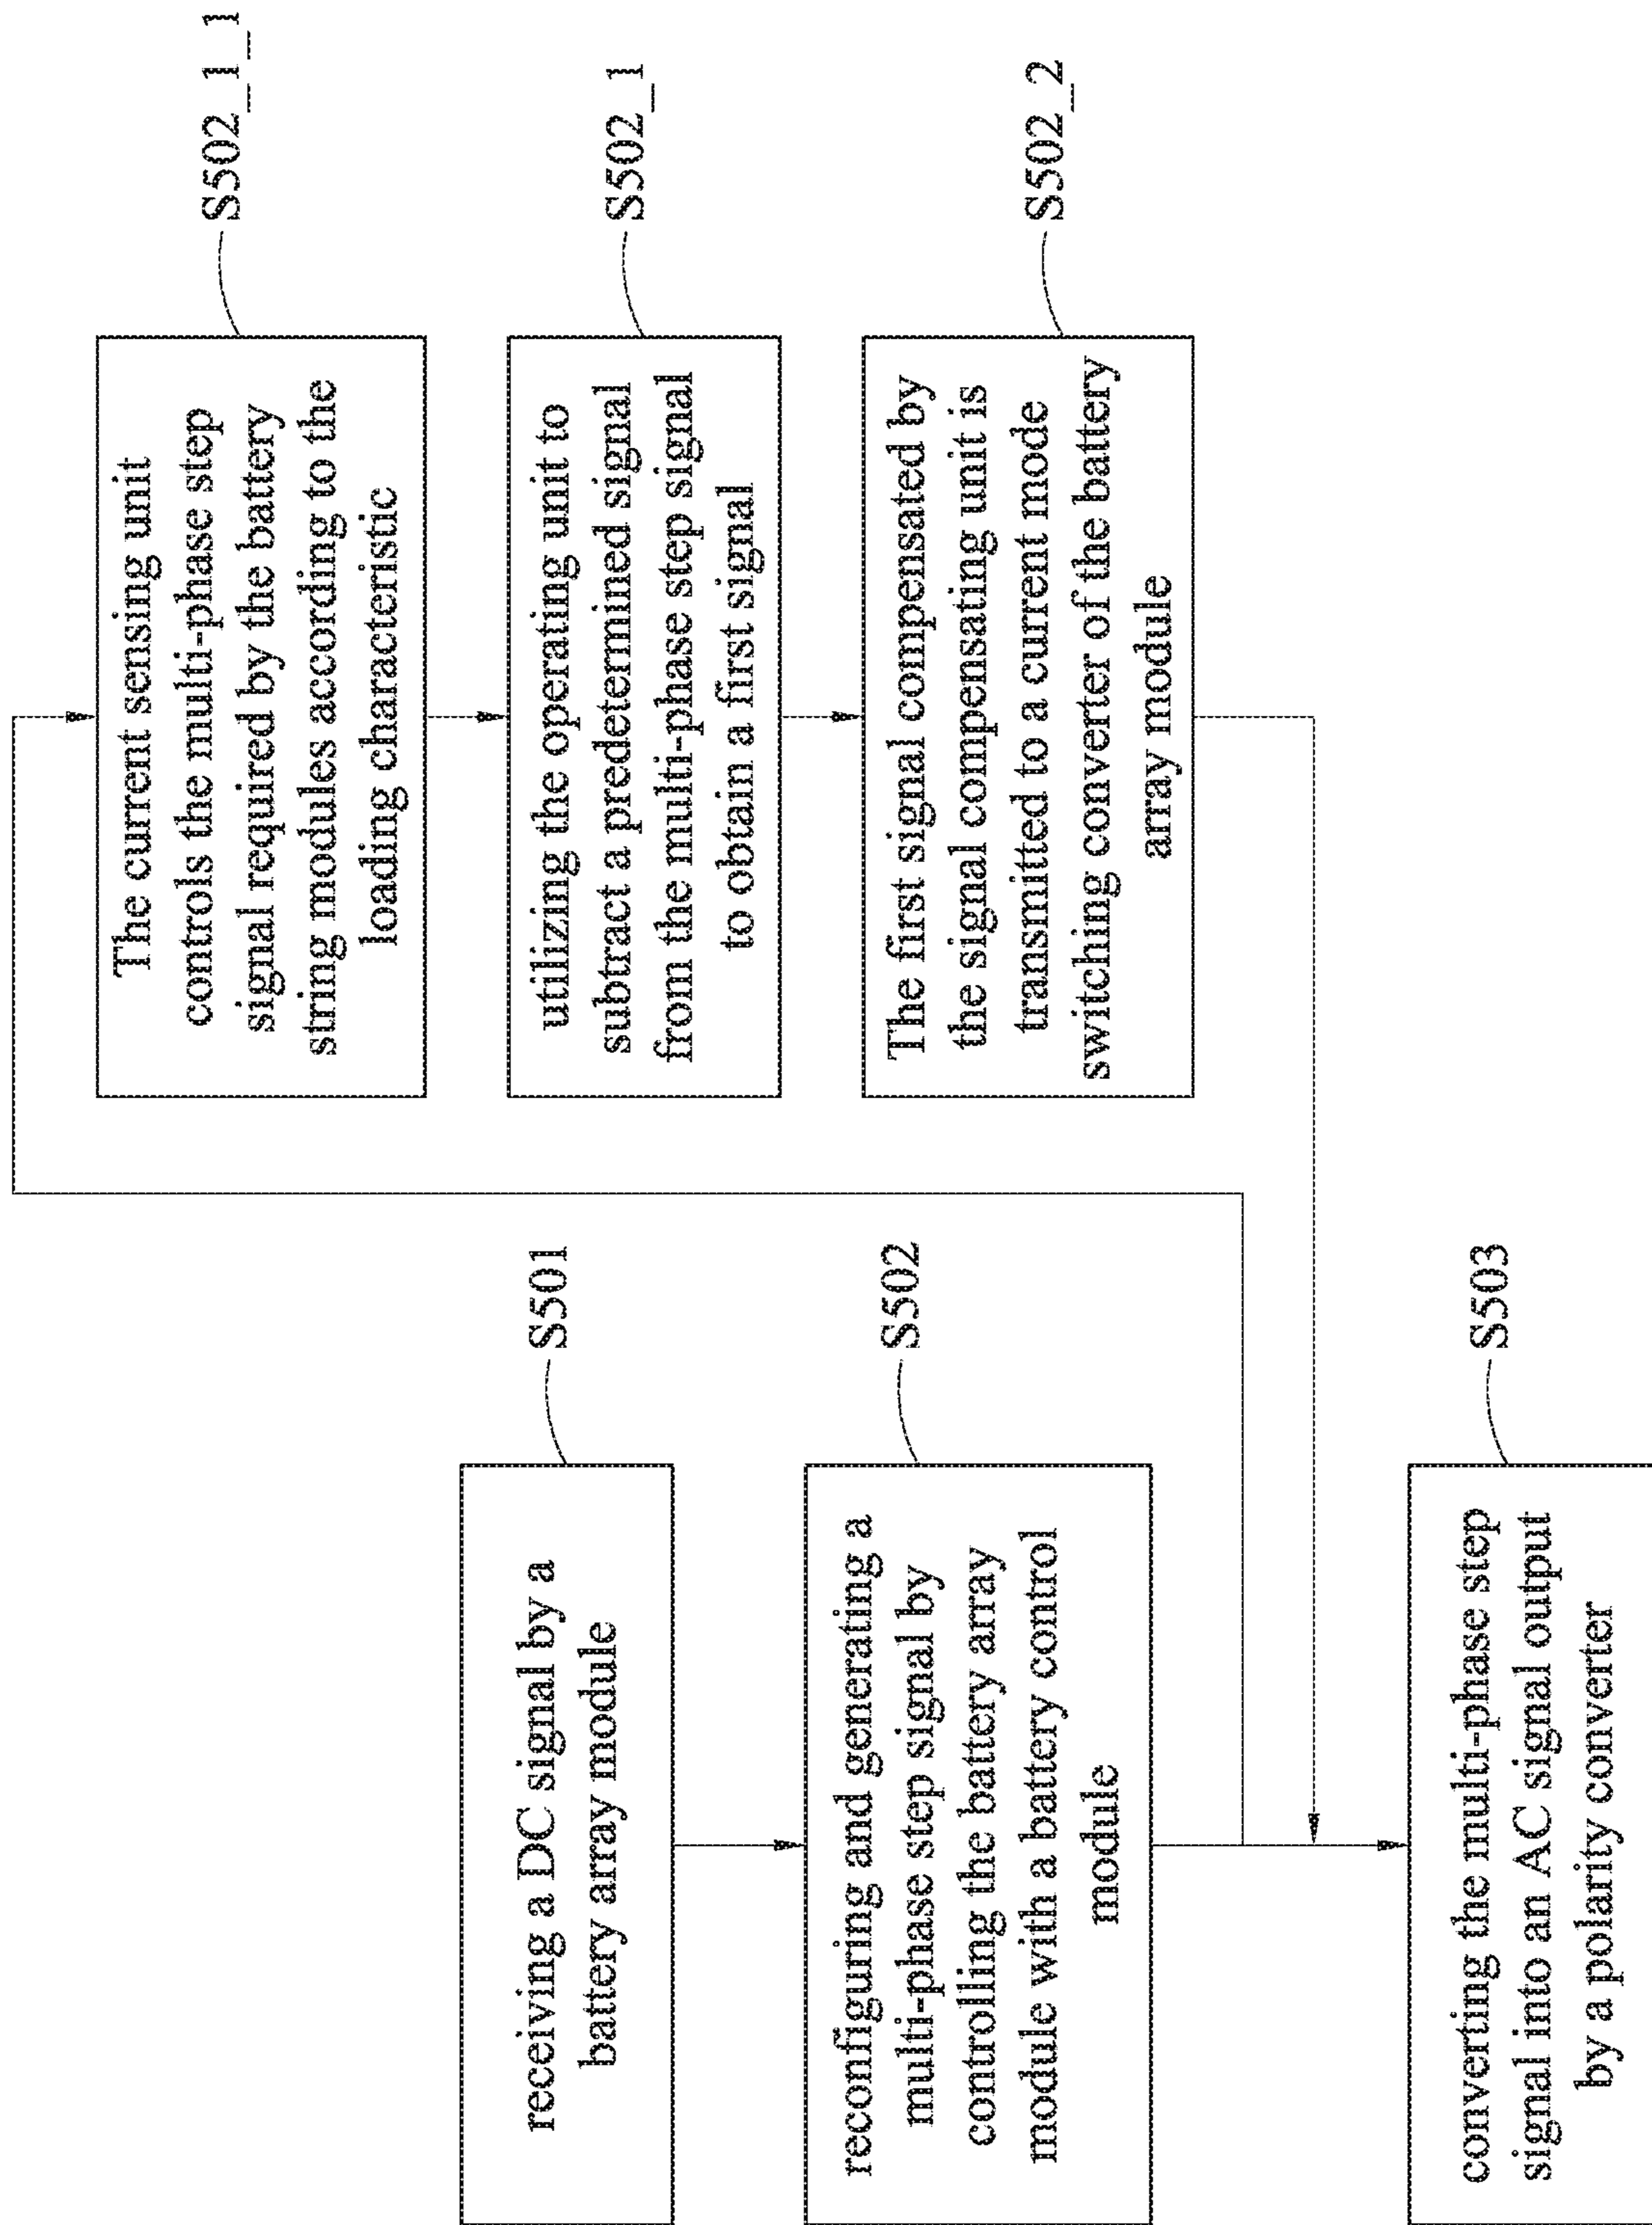 receiving a DC signal by a
battery array module
S501
reconfiguring and generating a
multi-phase step signal by
controlling the battery array
module with a battery control
module
S502
The current sensing unit
controls the multi-phase step
signal required by the battery
string modules according to the
loading characteristic
S502_1_1
utilizing the operating unit to
subtract a predetermined signal
from the multi-phase step signal
to obtain a first signal
S502_1
The first signal compensated by
the signal compensating unit is
transmitted to a current mode
switching converter of the battery
array module
S502_2
converting the multi-phase step
signal into an AC signal output
by a polarity converter
S503